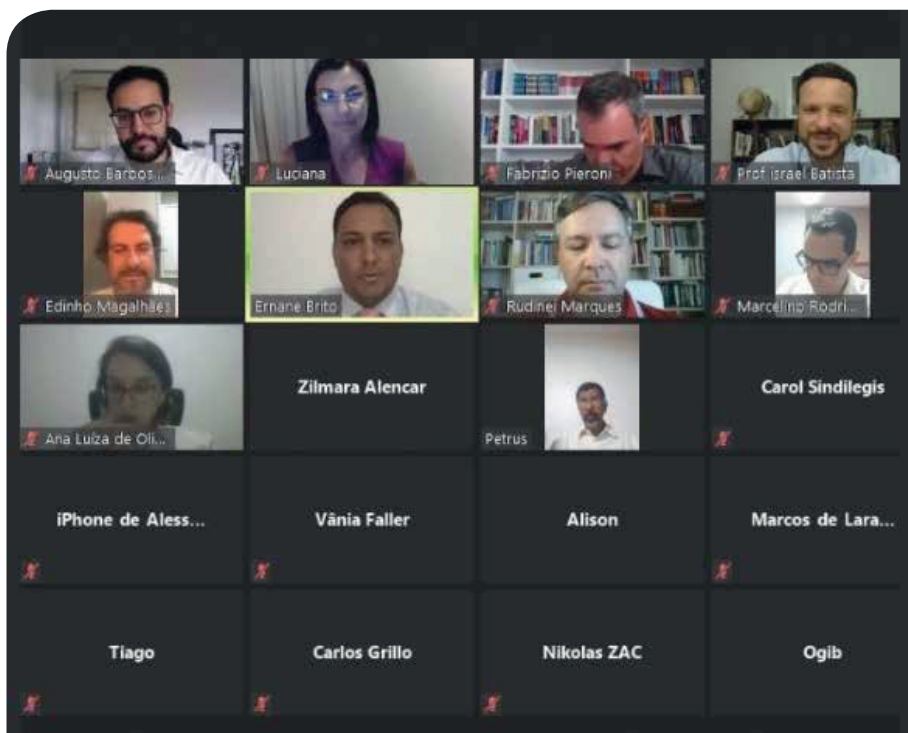 Augusto Barbos...
Luciana
Fabrizio Pieroni
Prof israel Batista
Edinho Magalhães
Ernane Brito
Rudinei Marques
Marcelino Rodri...
Ana Luíza de Oli...
Zilmara Alencar
Petrus
Carol Sindilegis
iPhone de Aless...
Vânia Faller
Alison
Marcos de Lara...
Tiago
Carlos Grillo
Nikolas ZAC
Ogib